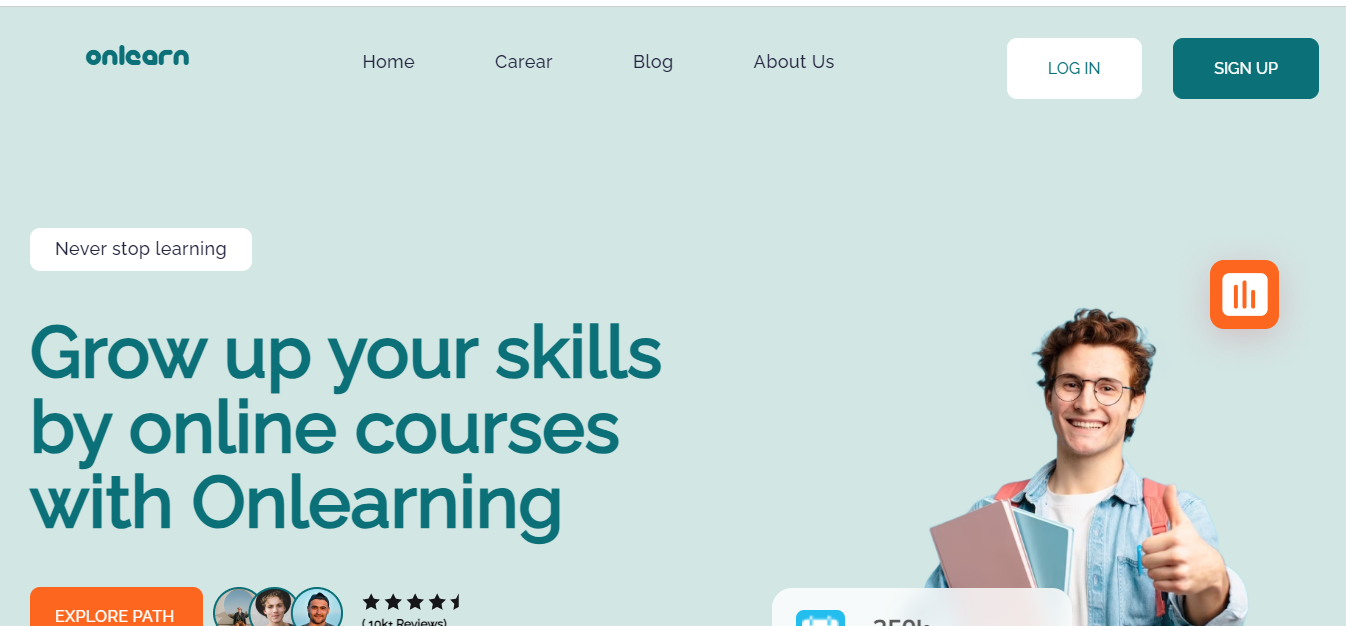 onlearn
Home
Carear
Blog
About Us
LOG IN
SIGN UP
Never stop learning
Grow up your skills
by online courses
with Onlearning
EXPLORE PATH
( 10k+ Reviews)
250k